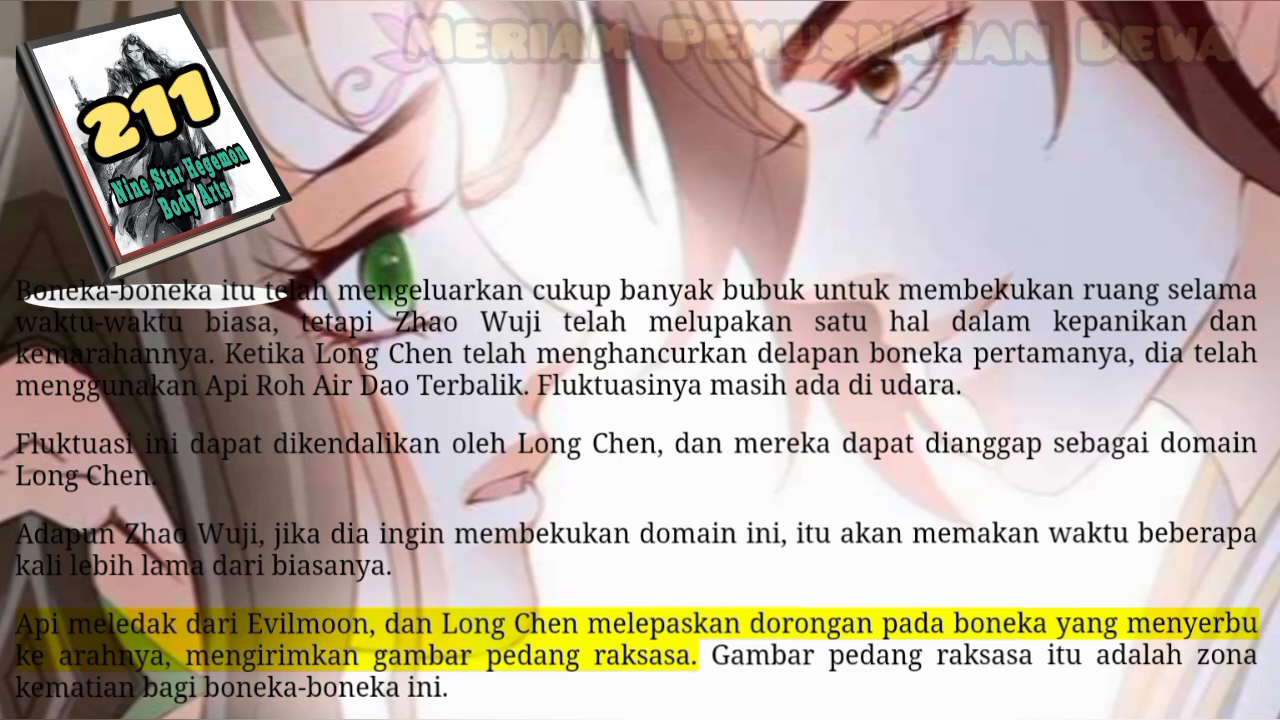 Meriam Pemusnahan Dewa
211
Nine Star Hegemon
Body Arts
Boneka-boneka itu telah mengeluarkan cukup banyak bubuk untuk membekukan ruang selama
waktu-waktu biasa, tetapi Zhao Wuji telah melupakan satu hal dalam kepanikan dan
kemarahannya. Ketika Long Chen telah menghancurkan delapan boneka pertamanya, dia telah
menggunakan Api Roh Air Dao Terbalik. Fluktuasinya masih ada di udara.
Fluktuasi ini dapat dikendalikan oleh Long Chen, dan mereka dapat dianggap sebagai domain
Long Chen.
Adapun Zhao Wuji, jika dia ingin membekukan domain ini, itu akan memakan waktu beberapa
kali lebih lama dari biasanya.
Api meledak dari Evilmoon, dan Long Chen melepaskan dorongan pada boneka yang menyerbu
ke arahnya, mengirimkan gambar pedang raksasa. Gambar pedang raksasa itu adalah zona
kematian bagi boneka-boneka ini.